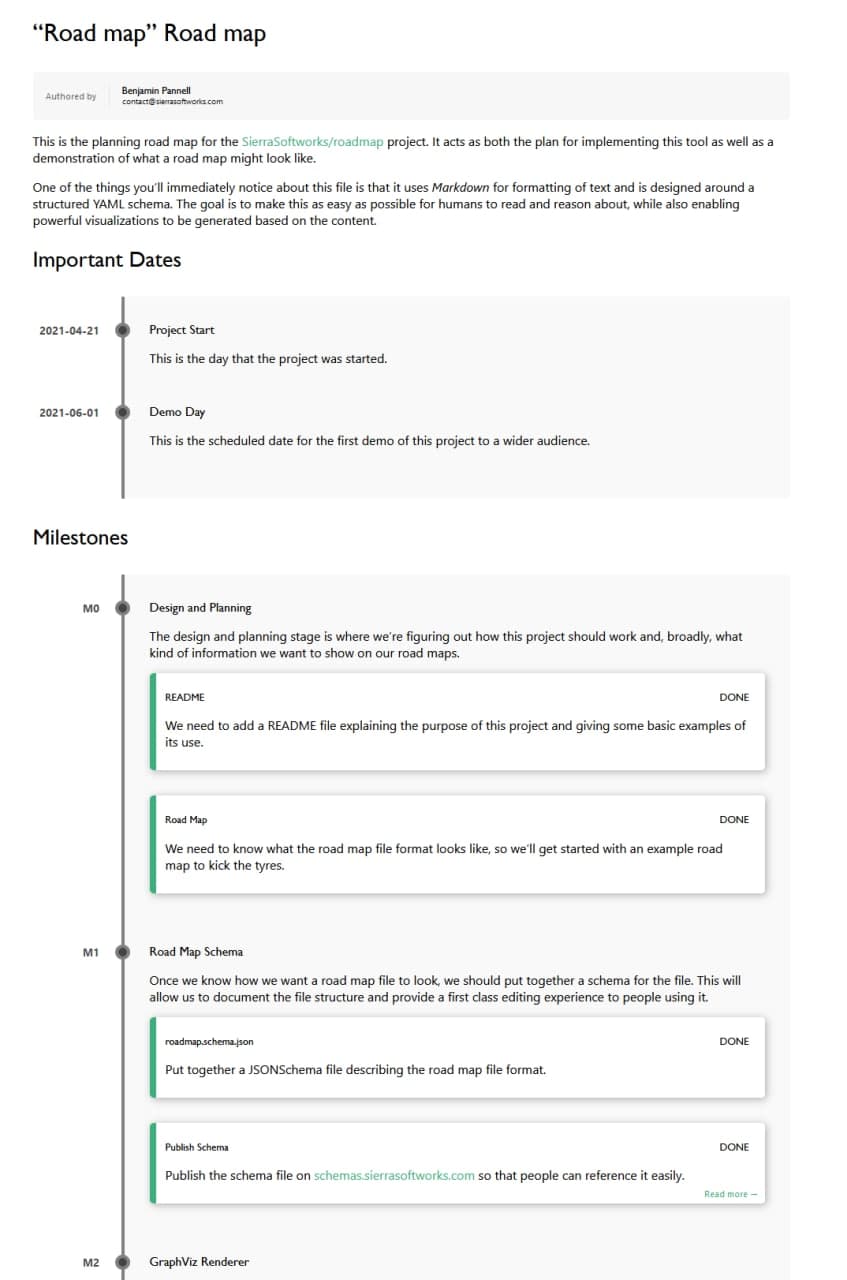 “Road map” Road map
Authored by
Benjamin Pannell
contact@sierrasoftworks.com
This is the planning road map for the SierraSoftworks/roadmap project. It acts as both the plan for implementing this tool as well as a
demonstration of what a road map might look like.
One of the things you’ll immediately notice about this file is that it uses Markdown for formatting of text and is designed around a
structured YAML schema. The goal is to make this as easy as possible for humans to read and reason about, while also enabling
powerful visualizations to be generated based on the content.
Important Dates
2021-04-21
Project Start
This is the day that the project was started.
2021-06-01
Demo Day
This is the scheduled date for the first demo of this project to a wider audience.
Milestones
M0
Design and Planning
The design and planning stage is where we’re figuring out how this project should work and, broadly, what
kind of information we want to show on our road maps.
README
DONE
We need to add a README file explaining the purpose of this project and giving some basic examples of
its use.
Road Map
DONE
We need to know what the road map file format looks like, so we’ll get started with an example road
map to kick the tyres.
M1
Road Map Schema
Once we know how we want a road map file to look, we should put together a schema for the file. This will
allow us to document the file structure and provide a first class editing experience to people using it.
roadmap.schema.json
DONE
Put together a JSONSchema file describing the road map file format.
Publish Schema
DONE
Publish the schema file on schemas.sierrasoftworks.com so that people can reference it easily.
Read more →
M2
GraphViz Renderer